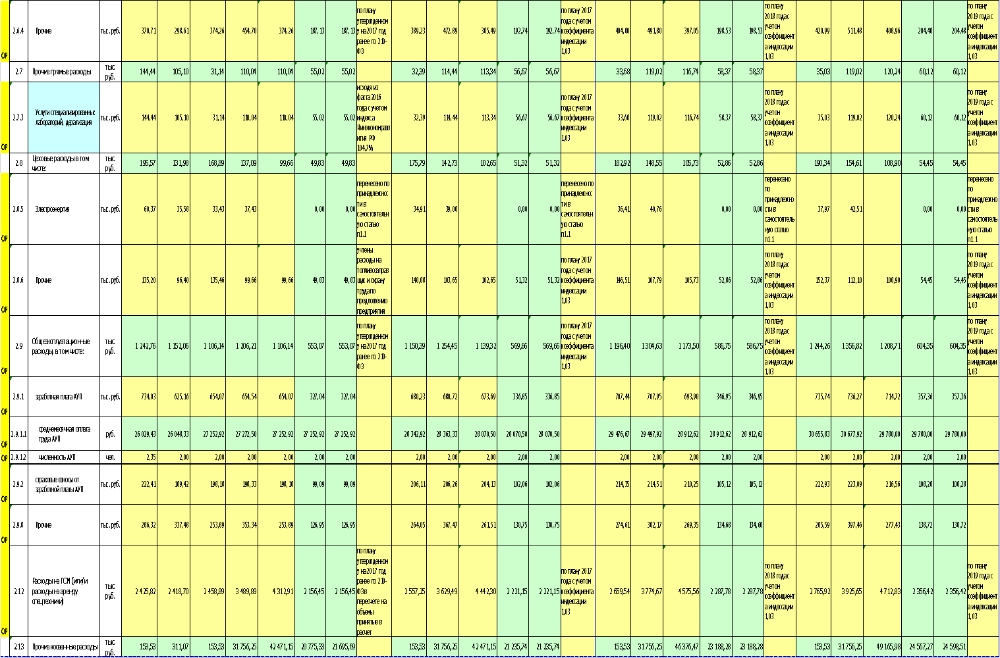 ОР 2.6.4 Прочие тыс. руб. 370,71 298,61 374,26 454,70 374,26 187,13 187,13 по плану утвержденному на 2017 год ранее по 210-ФЗ 389,23 472,89 385,49 192,74 192,74 по плану 2017 года с учетом коэффициента индексации 1,03 404,80 491,80 397,05 198,53 198,53 по плану 2018 года с учетом коэффициента индексации 1,03 420,99 511,48 408,96 204,48 204,48 по плану 2019 года с учетом коэффициента индексации 1,03
2.7 Прочие прямые расходы тыс. руб. 144,44 105,10 31,14 110,04 110,04 55,02 55,02 32,39 114,44 113,34 56,67 56,67 33,68 119,02 116,74 58,37 58,37 35,03 119,02 120,24 60,12 60,12
ОР 2.7.3 Услуги специализированных лабораторий, дератизация тыс. руб. 144,44 105,10 31,14 110,04 110,04 55,02 55,02 исходя из факта 2016 года с учетом индекса РФ 104,7% 32,39 114,44 113,34 56,67 56,67 по плану 2017 года с учетом коэффициента индексации 1,03 33,68 119,02 116,74 58,37 58,37 по плану 2018 года с учетом коэффициента индексации 1,03 35,03 119,02 120,24 60,12 60,12 по плану 2019 года с учетом коэффициента индексации 1,03
2.8 Цеховые расходы в том числе: тыс. руб. 195,57 131,98 168,89 137,09 99,66 49,83 49,83 175,79 142,73 102,65 51,32 51,32 182,92 148,55 105,73 52,86 52,86 190,34 154,61 108,90 54,45 54,45
ОР 2.8.5 Электроэнергия тыс. руб. 60,37 35,58 33,43 37,43 0,00 0,00 перенесено по принадлежности в самостоятельную статью п1.1 34,91 39,08 0,00 0,00 перенесено по принадлежности в самостоятельную статью п1.1 36,41 40,76 0,00 0,00 перенесено по принадлежности в самостоятельную статью п1.1 37,97 42,51 0,00 0,00 перенесено по принадлежности в самостоятельную статью п1.1
ОР 2.8.6 Прочие тыс. руб. 135,20 96,40 135,46 99,66 99,66 49,83 49,83 учтены расходы на топливозаправщик и охрану труда по предложению предприятия 140,88 103,65 102,65 51,32 51,32 по плану 2017 года с учетом коэффициента индексации 1,03 146,51 107,79 105,73 52,86 52,86 по плану 2018 года с учетом коэффициента индексации 1,03 152,37 112,10 108,90 54,45 54,45 по плану 2019 года с учетом коэффициента индексации 1,03
ОР 2.9 Общеэксплуатационные расходы, в том числе: тыс. руб. 1 242,76 1 152,06 1 106,14 1 206,21 1 106,14 553,07 553,07 по плану утвержденному на 2017 год ранее по 210-ФЗ 1 150,39 1 254,45 1 139,32 569,66 569,66 по плану 2017 года с учетом коэффициента индексации 1,03 1 196,40 1304,63 1 173,50 586,75 586,75 по плану 2018 года с учетом коэффициента индексации 1,03 1 244,26 1356,82 1 208,71 604,35 604,35 по плану 2019 года с учетом коэффициента индексации 1,03
ОР 2.9.1 заработная плата АУП тыс. руб. 734,03 625,16 654,07 654,54 654,07 327,04 327,04 680,23 680,72 673,69 336,85 336,85 707,44 707,95 693,90 346,95 346,95 735,74 736,27 714,72 357,36 357,36
ОР 2.9.1.1 среднемесячная оплата труда АУП руб. 26 029,43 26 048,33 27 252,92 27 272,50 27 252,92 27 252,92 27 252,92 28 342,92 28 363,33 28 070,50 28 070,50 28 070,50 29 476,67 29 497,92 28 912,62 28 912,62 28 912,62 30 655,83 30 677,92 29 780,00 29 780,00 29 780,00
ОР 2.9.1.2 численность АУП чел. 2,35 2,00 2,00 2,00 2,00 2,00 2,00 2,00 2,00 2,00 2,00 2,00 2,00 2,00 2,00 2,00 2,00 2,00 2,00 2,00 2,00 2,00
ОР 2.9.2 страховые взносы от заработной платы АУП тыс. руб. 222,41 189,42 198,18 198,33 198,18 99,09 99,09 206,11 206,26 204,13 102,06 102,06 214,35 214,51 210,25 105,12 105,12 222,93 223,09 216,56 108,28 108,28
ОР 2.9.8 Прочие тыс. руб. 286,32 337,48 253,89 353,34 253,89 126,95 126,95 264,05 367,47 261,51 130,75 130,75 274,61 382,17 269,35 134,68 134,68 285,59 397,46 277,43 138,72 138,72
ОР 2.12 Расходы на ГСМ (или/и расходы на аренду спецтехники) тыс. руб. 2 425,82 2 418,70 2 458,89 3 489,89 4 312,91 2 156,45 2 156,45 по плану утвержденному на 2017 год ранее по 210-ФЗ в пересчете на объемы принятые в расчет 2 557,25 3 629,49 4 442,30 2 221,15 2 221,15 по плану 2017 года с учетом коэффициента индексации 1,03 2 659,54 3 774,67 4 575,56 2 287,78 2 287,78 по плану 2018 года с учетом коэффициента индексации 1,03 2 765,92 3 925,65 4 712,83 2 356,42 2 356,42 по плану 2019 года с учетом коэффициента индексации 1,03
2.13 Прочие косвенные расходы тыс. руб. 153,53 311,07 153,53 31 756,25 42 471,15 20 775,33 21 695,69 153,53 31 756,25 42 471,15 21 235,74 21 235,74 153,53 31 756,25 46 376,47 23 188,28 23 188,28 153,53 31 756,25 49 165,98 24 567,27 24 598,51